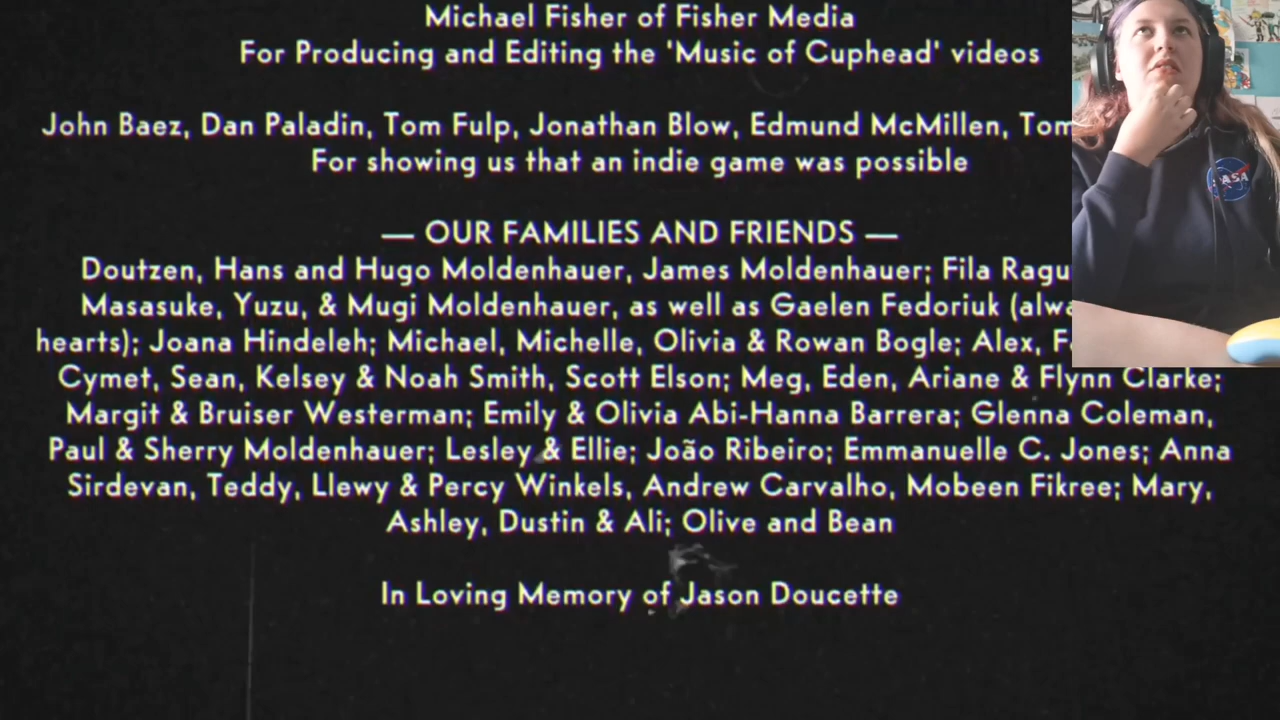 Michael Fisher of Fisher Media
For Producing and Editing the 'Music of Cuphead' videos
John Baez, Dan Paladin, Tom Fulp, Jonathan Blow, Edmund McMillen, Tom
For showing us that an indie game was possible
— OUR FAMILIES AND FRIENDS —
Doutzen, Hans and Hugo Moldenhauer, James Moldenhauer; Fila
Masasuke, Yuzu, & Mugi Moldenhauer, as well as Gaelen Fedoriuk
hearts); Joana Hindeleh; Michael, Michelle, Olivia & Rowan Bogle; Alex,
Cymet, Sean, Kelsey & Noah Smith, Scott Elson; Meg, Eden, Ariane & Flynn Clarke;
Margit & Bruiser Westerman; Emily & Olivia Abi-Hanna Barrera; Glenna Coleman,
Paul & Sherry Moldenhauer; Lesley & Ellie; João Ribeiro; Emmanuelle C. Jones; Anna
Sirdevan, Teddy, Llewy & Percy Winkels, Andrew Carvalho, Mobeen Fikree; Mary,
Ashley, Dustin & Ali; Olive and Bean
In Loving Memory of Jason Doucette
NASA